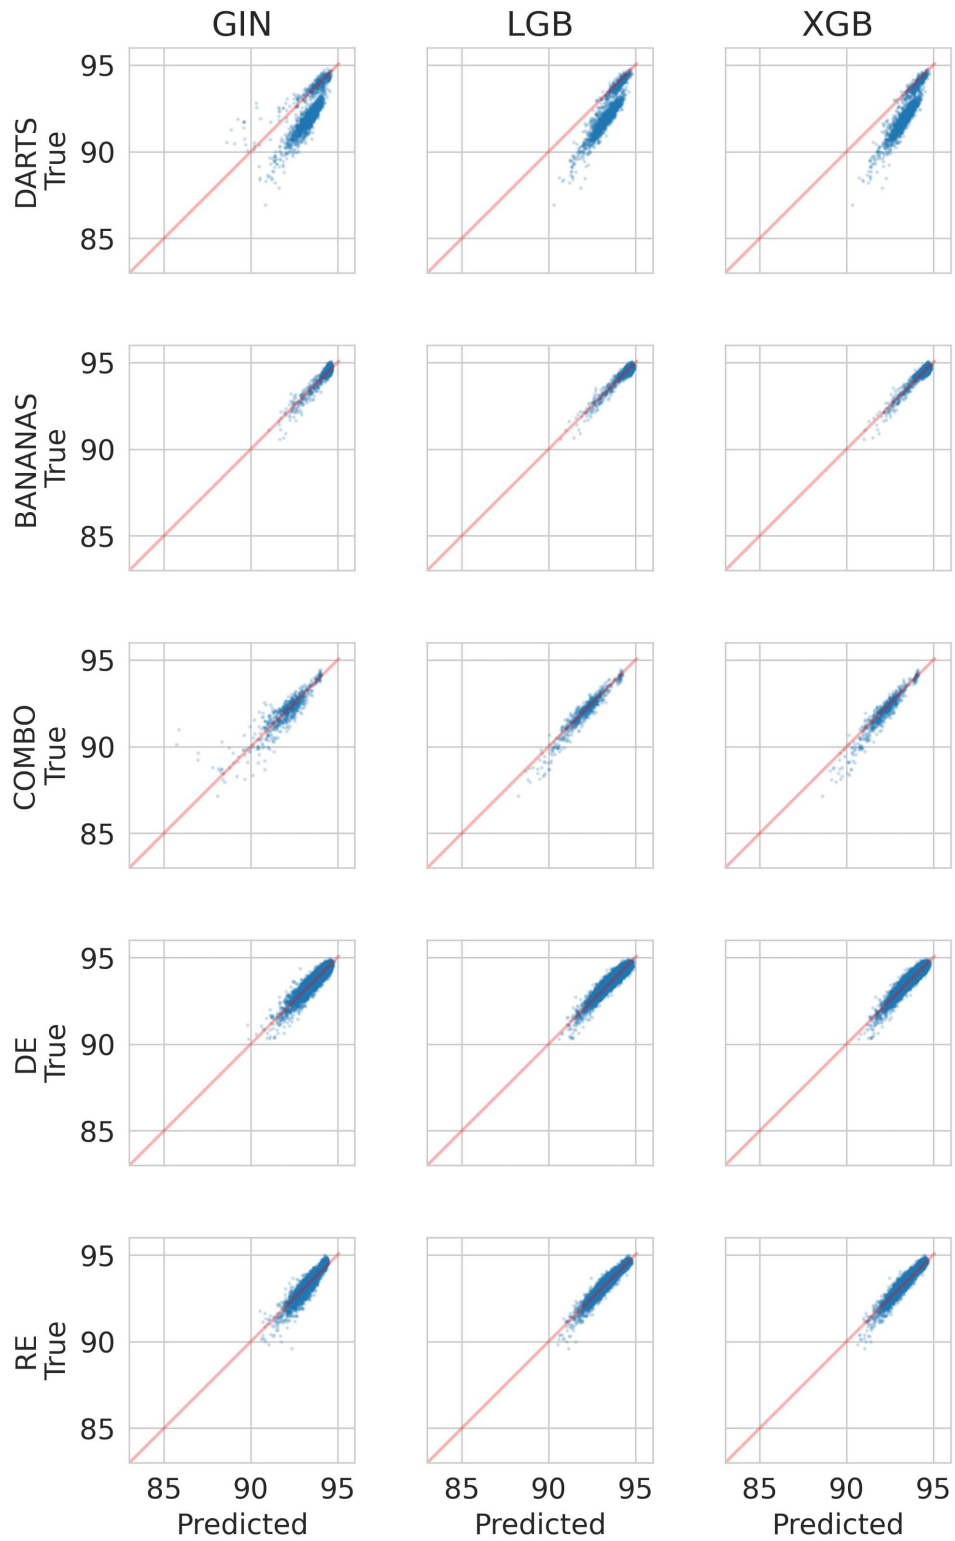 GIN LGB XGB
DARTS
True
95
90
85
BANANAS
True
95
90
85
COMBO
True
95
90
85
DE
True
95
90
85
RE
True
95
90
85
85 90 95 85 90 95 85 90 95
Predicted Predicted Predicted